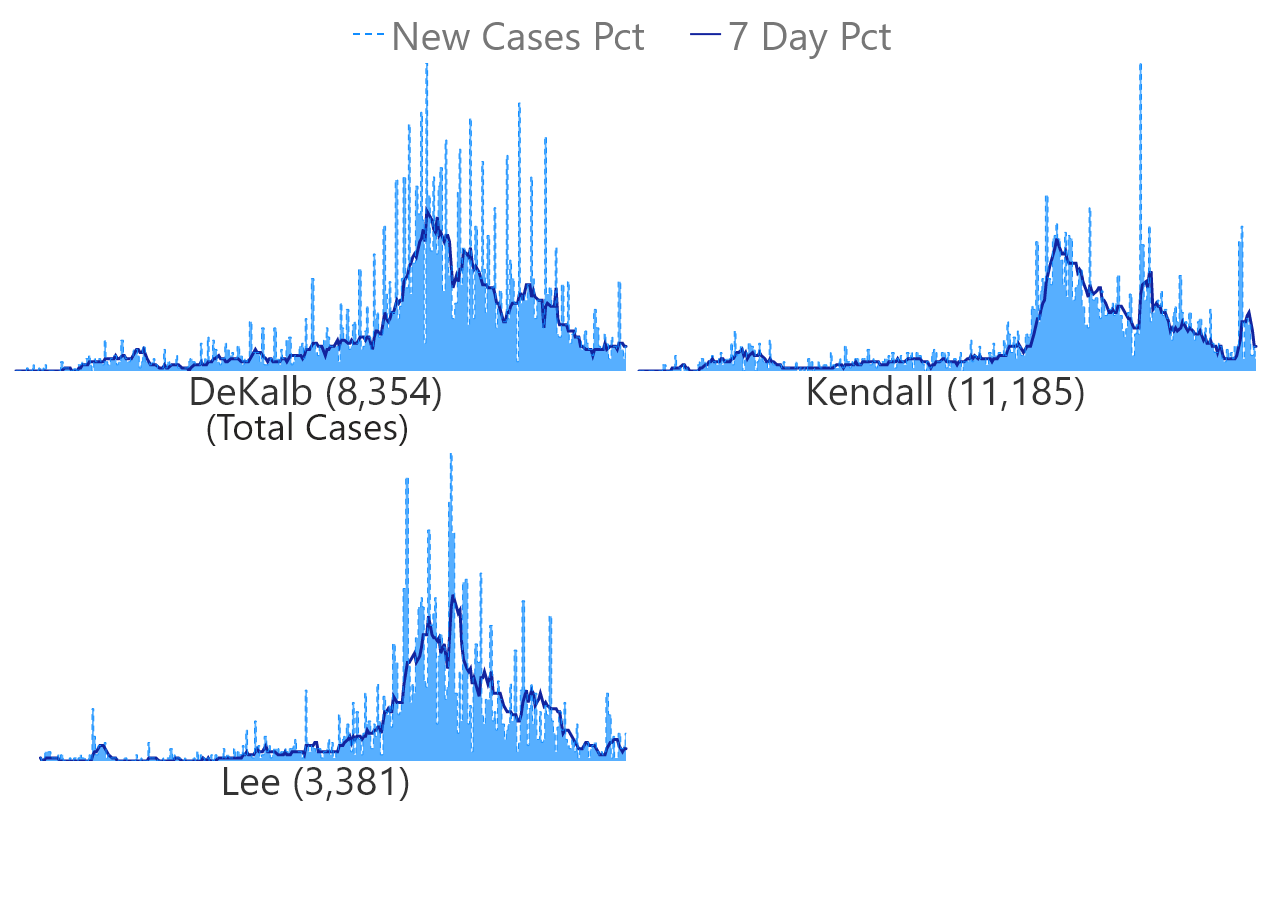 New Cases Pct 7 Day Pct
DeKalb (8,354) Kendall (11,185)
(Total Cases)
Lee (3,381)